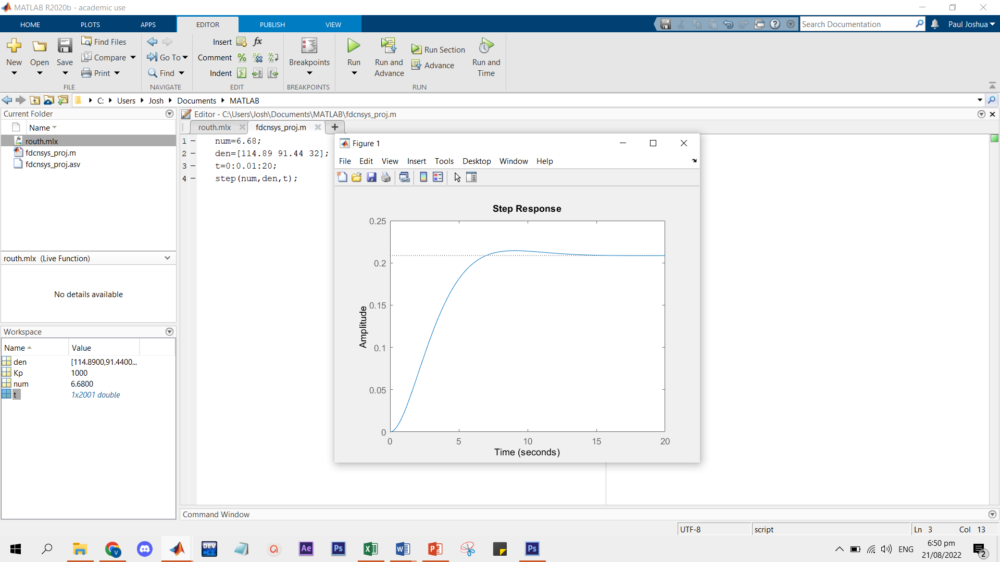 MATLAB R2020b - academic use
HOME PLOTS APPS EDITOR PUBLISH VIEW
Search Documentation
Paul Joshua
New
Open
Save
Find Files
Compare
Print
FILE
Go To
Find
NAVIGATE
Insert fx
Comment %
Indent
EDIT
Breakpoints
BREAKPOINTS
Run
Run and Advance
Run Section
Advance
Run and Time
RUN
C: Users Josh Documents MATLAB
Current Folder
Name
routh.mlx
fdcnsys_proj.m
fdcnsys_proj.asv
routh.mlx (Live Function)
No details available
Workspace
Name Value
den [114.8900,91.4400...
Kp 1000
num 6.6800
t 1x2001 double
Editor - C:\Users\Josh\Documents\MATLAB\fdcnsys_proj.m
routh.mlx fdcnsys_proj.m
1 num=6.68;
2 den=[114.89 91.44 32];
3 t=0:0.01:20;
4 step(num,den,t);
Figure 1
File Edit View Insert Tools Desktop Window Help
Step Response
0.25
0.2
0.15
0.1
0.05
0
Amplitude
0 5 10 15 20
Time (seconds)
Command Window
UTF-8
script
Ln 3 Col 13
V
DEV
a
Ae
Ps
X
W
P
Ps
ENG
6:50 pm
21/08/2022
2